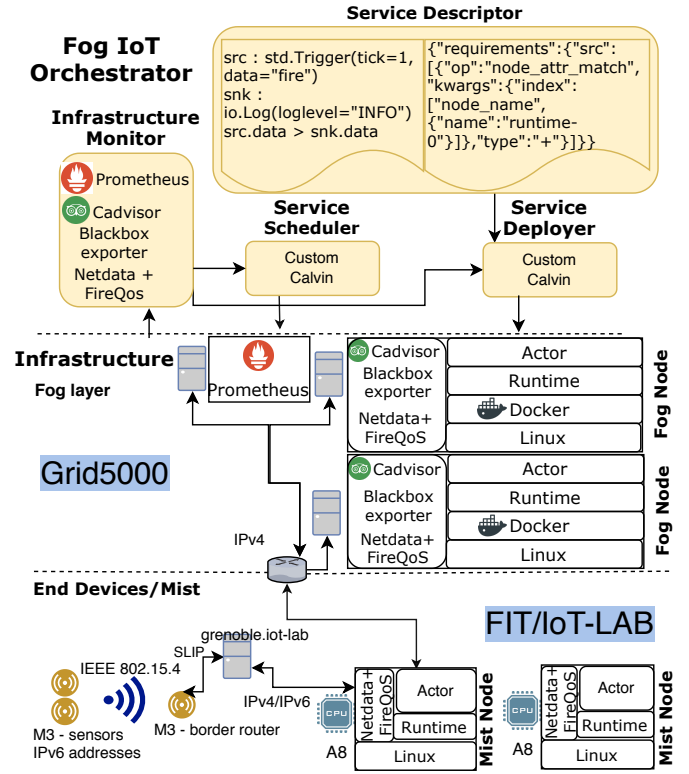 Service Descriptor
Fog IoT
Orchestrator
src : std.Trigger(tick=1,
data="fire")
snk :
io.Log(loglevel="INFO")
src.data > snk.data
{"requirements":{"src":
[{"op":"node_attr_match",
"kwargs":{"index":
["node_name",
{"name":"runtime-
0"}]},"type":"+"}]}}
Infrastructure
Monitor
Prometheus
Cadvisor
Blackbox
exporter
Netdata +
FireQos
Service
Scheduler
Custom
Calvin
Service
Deployer
Custom
Calvin
Infrastructure
Fog layer
Prometheus
Cadvisor
Blackbox
exporter
Netdata+
FireQoS
Actor
Runtime
Docker
Linux
Fog Node
Grid5000
Cadvisor
Blackbox
exporter
Netdata+
FireQoS
Actor
Runtime
Docker
Linux
Fog Node
IPv4
End Devices/Mist
FIT/IoT-LAB
grenoble.iot-lab
SLIP
IEEE 802.15.4
M3 - sensors
IPv6 addresses
M3 - border router
IPv4/IPv6
CPU
A8
Netdata+
FireQoS
Actor
Runtime
Linux
Mist Node
CPU
A8
Netdata+
FireQoS
Actor
Runtime
Linux
Mist Node